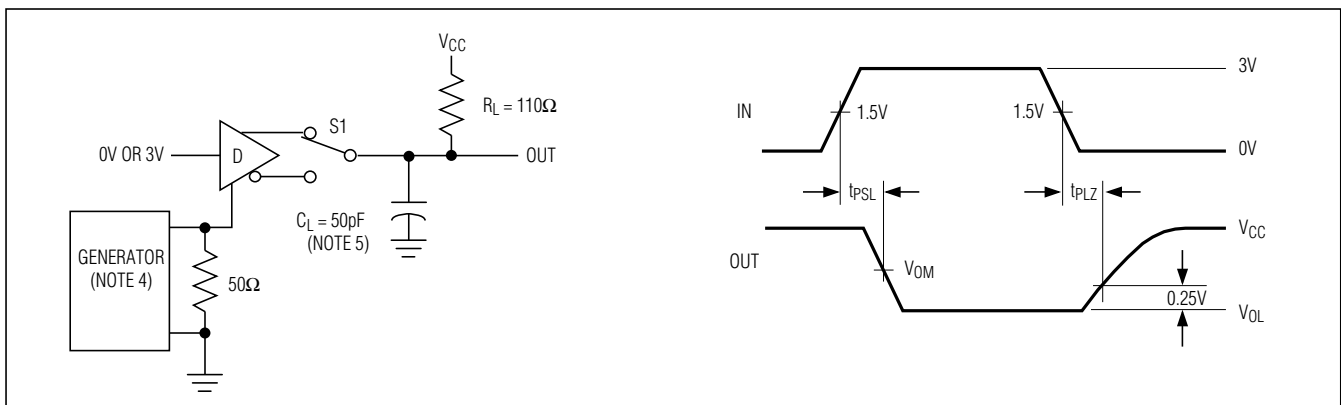 VCC
RL = 110Ω
S1
0V OR 3V
D
OUT
CL = 50pF
(NOTE 5)
GENERATOR
(NOTE 4)
50Ω
3V
IN
1.5V
1.5V
0V
tPSL
tPLZ
VCC
OUT
VOM
0.25V
VOL